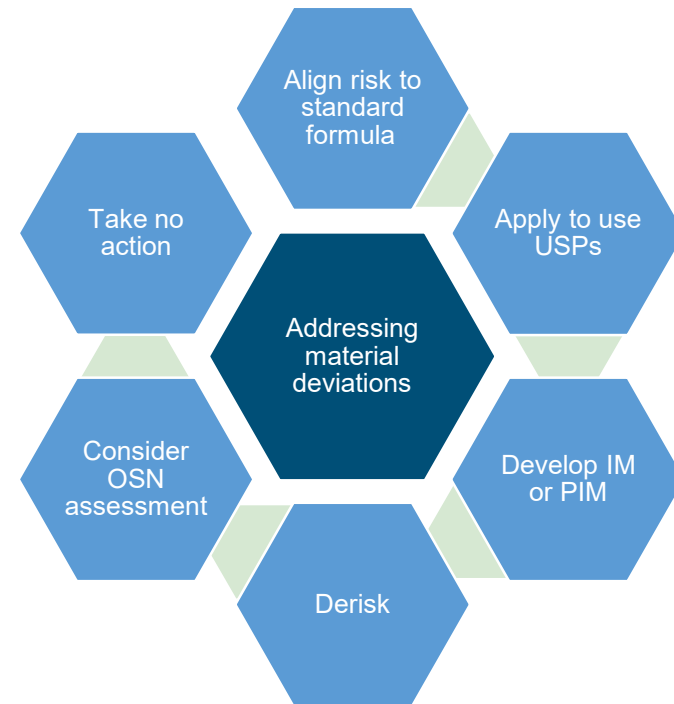 Align risk to
standard
formula
Take no
action
Apply to use
USPs
Addressing
material
deviations
Consider
OSN
assessment
Develop IM
or PIM
Derisk